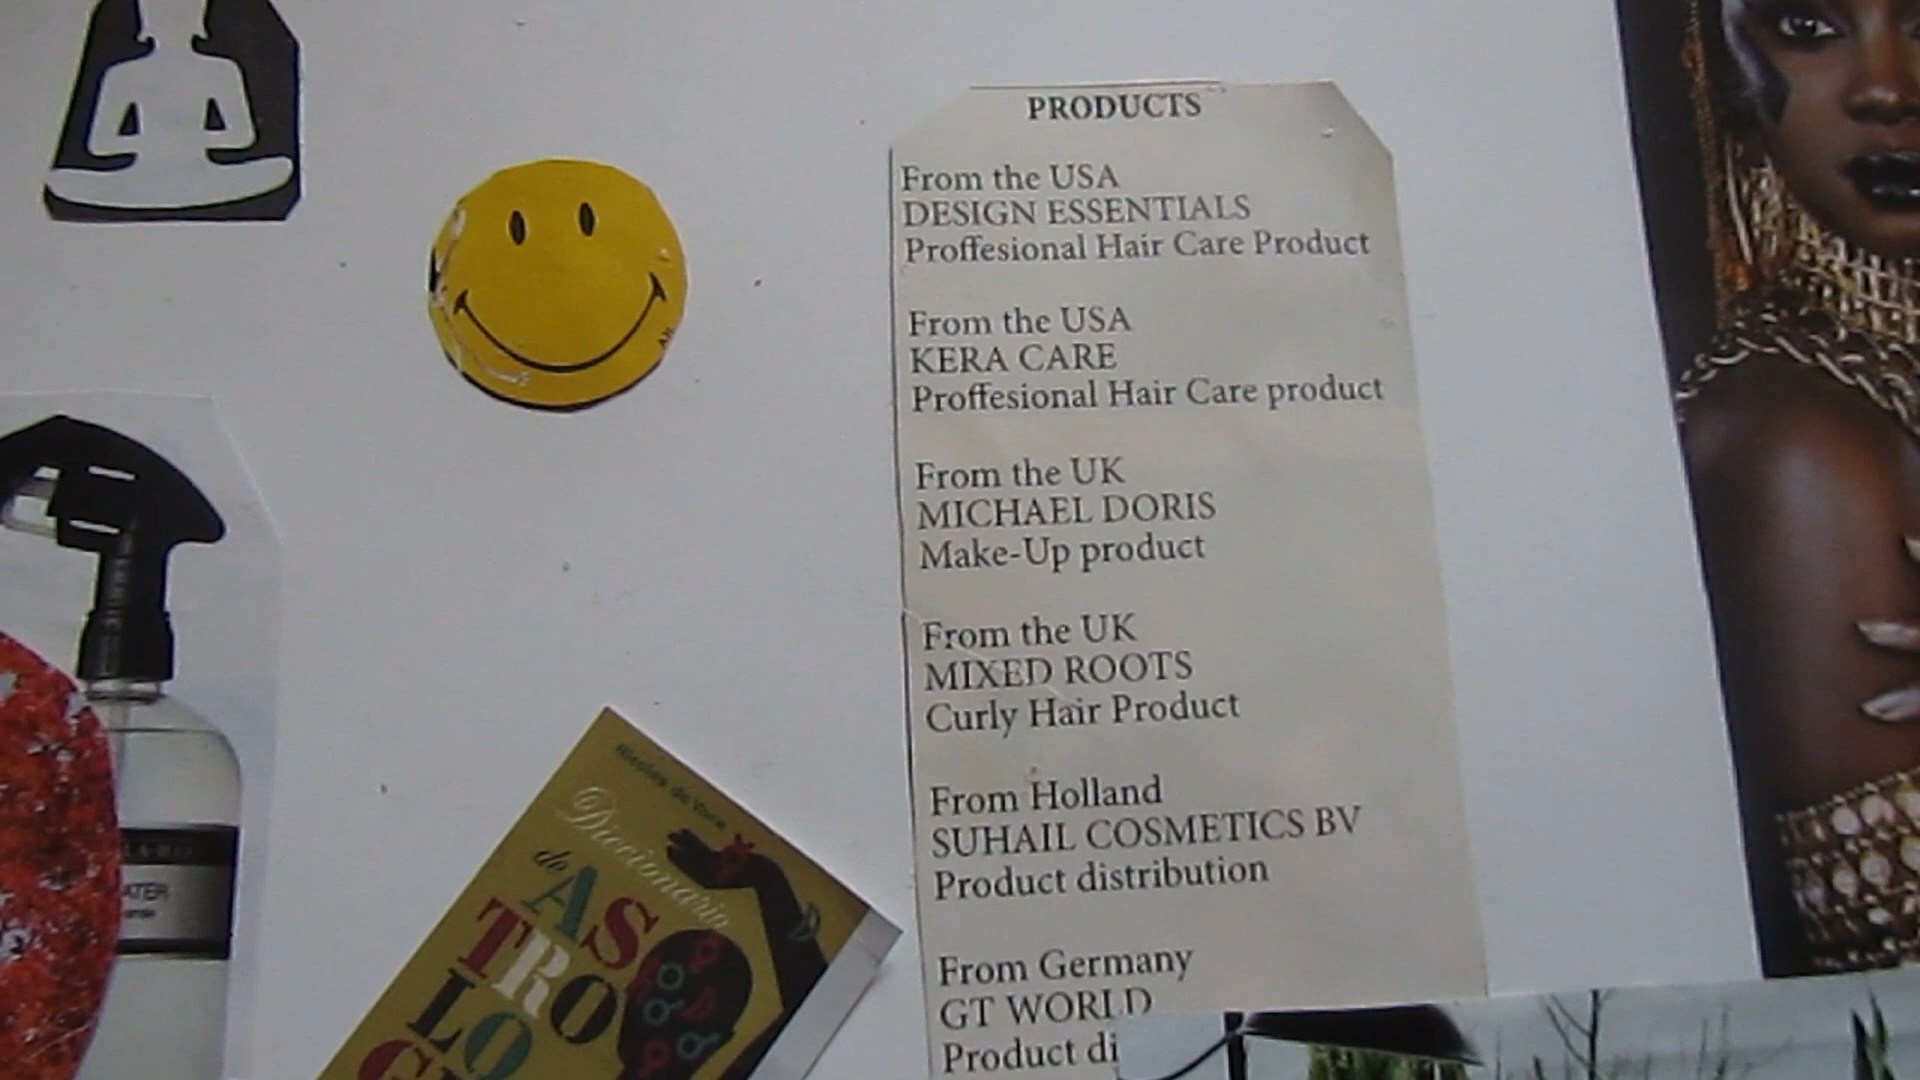 PRODUCTS
From the USA
DESIGN ESSENTIALS
Proffesional Hair Care Product
From the USA
KERA CARE
Proffesional Hair Care product
From the UK
MICHAEL DORIS
Make-Up product
From the UK
MIXED ROOTS
Curly Hair Product
From Holland
SUHAIL COSMETICS BV
Product distribution
From Germany
GT WORLD
Product di
Diccionario
de
AS
TRO
LO